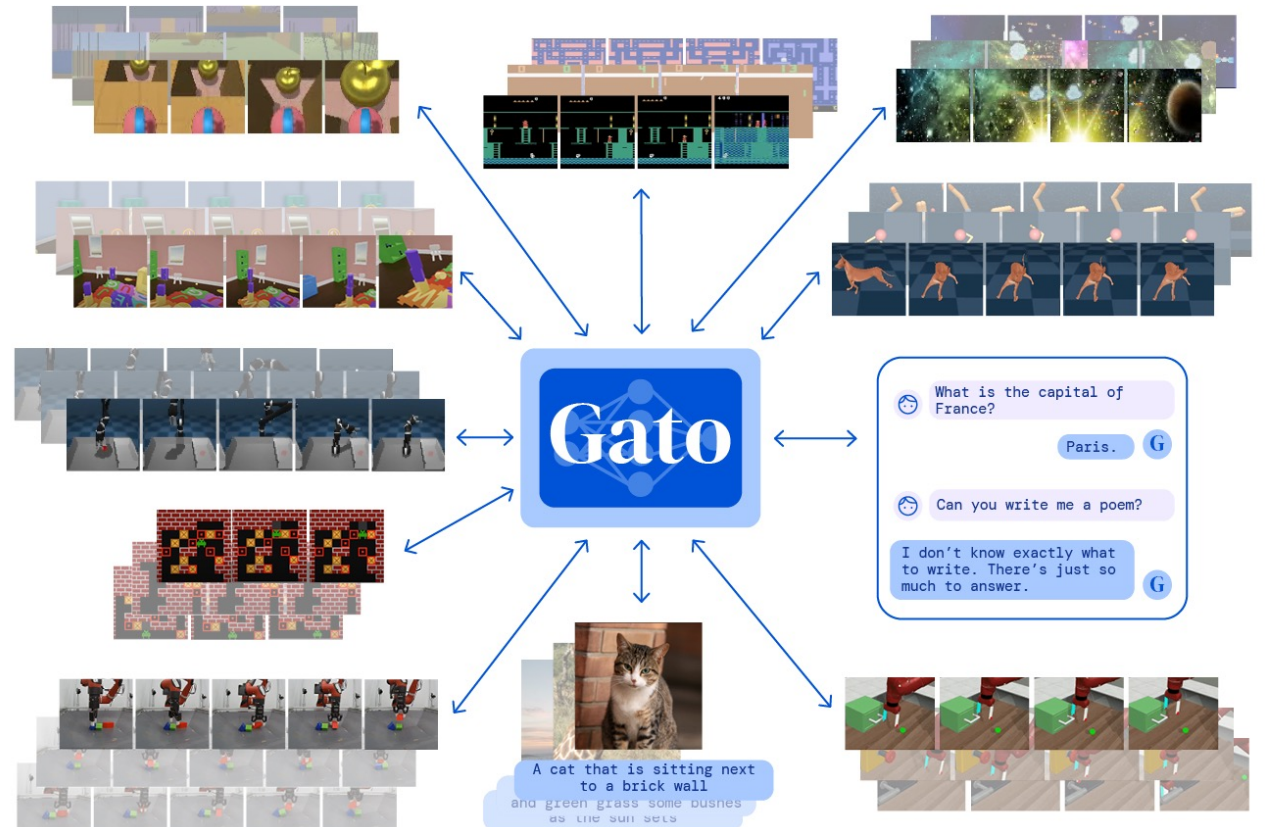 Gato
What is the capital of
France?
Paris.
G
Can you write me a poem?
I don't know exactly what
to write. There's just so
much to answer.
G
A cat that is sitting next
to a brick wall
and green grass some bushes
as the sun sets